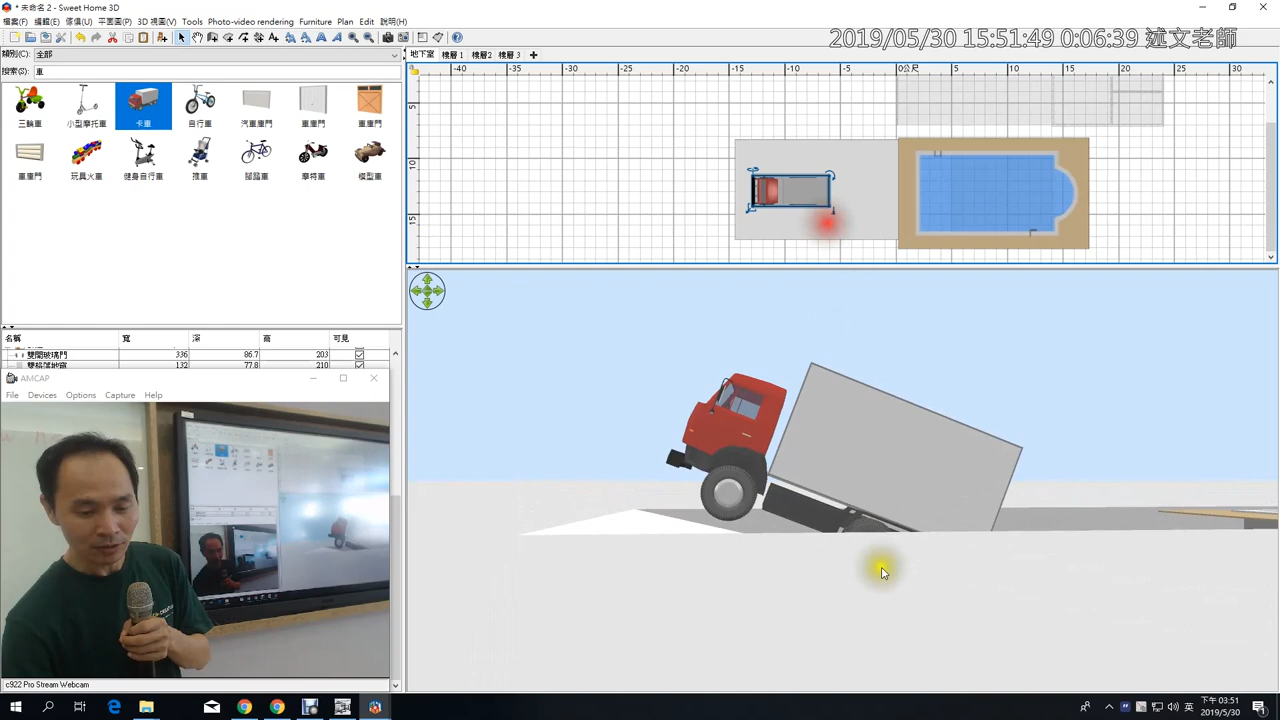 * 未命名 2 - Sweet Home 3D
檔案(F) 編輯(E) 傢俱(U) 平面圖(P) 3D 視圖(V) Tools Photo-video rendering Furniture Plan Edit 說明(H)
2019/05/30 15:51:49 0:06:39 述文老師
類別(C): 全部
搜索(S): 車
地下室 樓層 1 樓層2 樓層 3
-40 -35 -30 -25 -20 -15 -10 -5 0公尺 5 10 15 20 25 30
5
10
15
三輪車 小型摩托車 卡車 自行車 汽車庫門 車庫門 車庫門
車庫門 玩具火車 健身自行車 推車 腳踏車 摩特車 模型車
名稱 寬 深 高 可見
雙開玻璃門 336 86.7 203
雙格落地窗 132 77.8 210
AMCAP
File Devices Options Capture Help
c922 Pro Stream Webcam
英
下午 03:51
2019/5/30